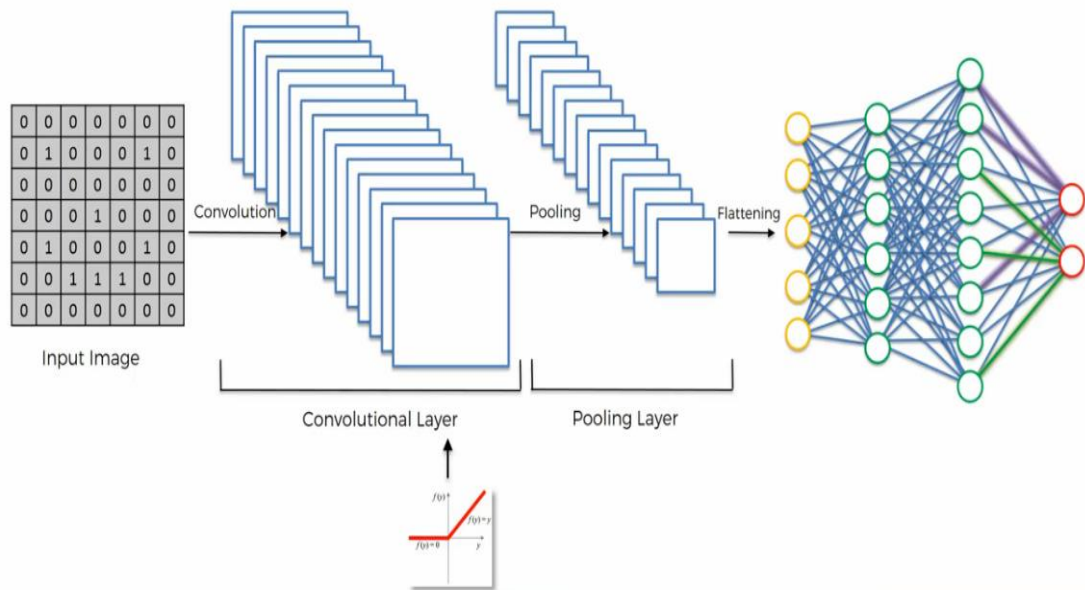 0 0 0 0 0 0 0
0 1 0 0 0 1 0
0 0 0 0 0 0 0
0 0 0 1 0 0 0
0 1 0 0 0 1 0
0 0 1 1 1 0 0
0 0 0 0 0 0 0
Input Image
Convolution
Pooling
Flattening
Convolutional Layer
Pooling Layer
f(y)
f(y)=y
f(y)=0
y